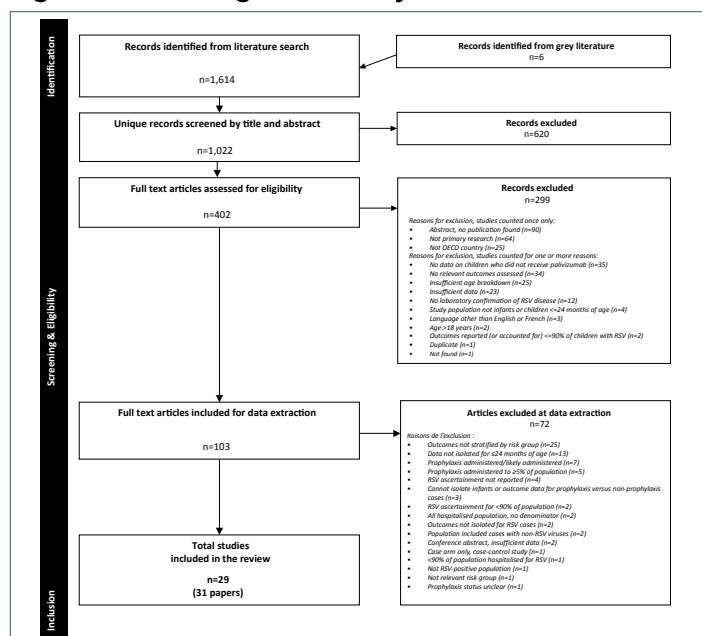 Identification
Records identified from literature search
n=1,614
Records identified from grey literature
n=6
Screening & Eligibility
Unique records screened by title and abstract
n=1,022
Records excluded
n=620
Full text articles assessed for eligibility
n=402
Records excluded
n=299
Reasons for exclusion, studies counted once only:
• Abstract, no publication found (n=90)
• Not primary research (n=64)
• Not OECD country (n=25)
Reasons for exclusion, studies counted for one or more reasons:
• No data on children who did not receive palivizumab (n=35)
• No relevant outcomes assessed (n=34)
• Insufficient age breakdown (n=25)
• Insufficient data (n=23)
• No laboratory confirmation of RSV disease (n=12)
• Study population not infants or children <=24 months of age (n=4)
• Language other than English or French (n=3)
• Age >18 years (n=2)
• Outcomes reported (or accounted for) <=90% of children with RSV (n=2)
• Duplicate (n=1)
• Not found (n=1)
Full text articles included for data extraction
n=103
Articles excluded at data extraction
n=72
Raisons de l'exclusion :
• Outcomes not stratified by risk group (n=25)
• Data not isolated for ≤24 months of age (n=13)
• Prophylaxis administered/likely administered (n=7)
• Prophylaxis administered to ≥5% of population (n=5)
• RSV ascertainment not reported (n=4)
• Cannot isolate infants or outcome data for prophylaxis versus non-prophylaxis
cases (n=3)
• RSV ascertainment for <90% of population (n=2)
• All hospitalised population, no denominator (n=2)
• Outcomes not isolated for RSV cases (n=2)
• Population included cases with non-RSV viruses (n=2)
• Conference abstract, insufficient data (n=2)
• Case arm only, case-control study (n=1)
• <90% of population hospitalised for RSV (n=1)
• Not RSV-positive population (n=1)
• Not relevant risk group (n=1)
• Prophylaxis status unclear (n=1)
Inclusion
Total studies
included in the review
n=29
(31 papers)